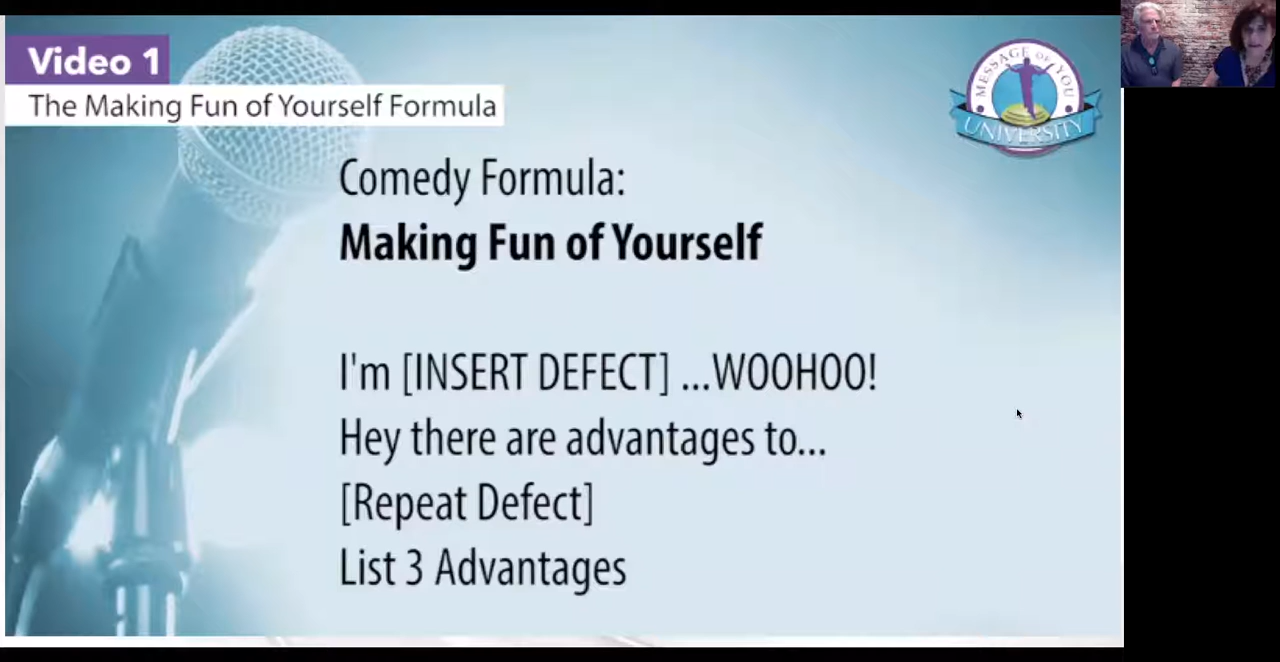 Video 1
The Making Fun of Yourself Formula
MESSAGE OF YOU
UNIVERSITY
Comedy Formula:
Making Fun of Yourself
I'm [INSERT DEFECT] ...WOOHOO!
Hey there are advantages to...
[Repeat Defect]
List 3 Advantages